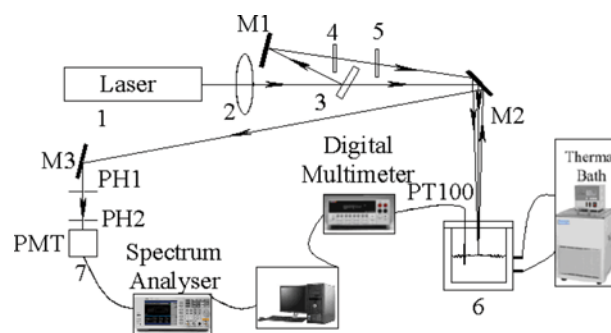 M1
4
5
Laser
1
2
3
M2
M3
PH1
PH2
PMT
7
Digital
Multimeter
PT100
Thermal
Bath
Spectrum
Analyser
6